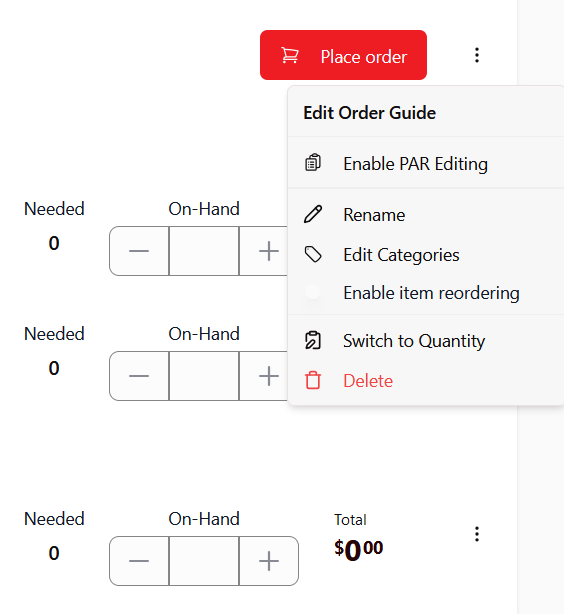 Place order
Edit Order Guide
Enable PAR Editing
Rename
Edit Categories
Enable item reordering
Switch to Quantity
Delete
Needed On-Hand
0
Needed On-Hand
0
Needed On-Hand Total
0 $000